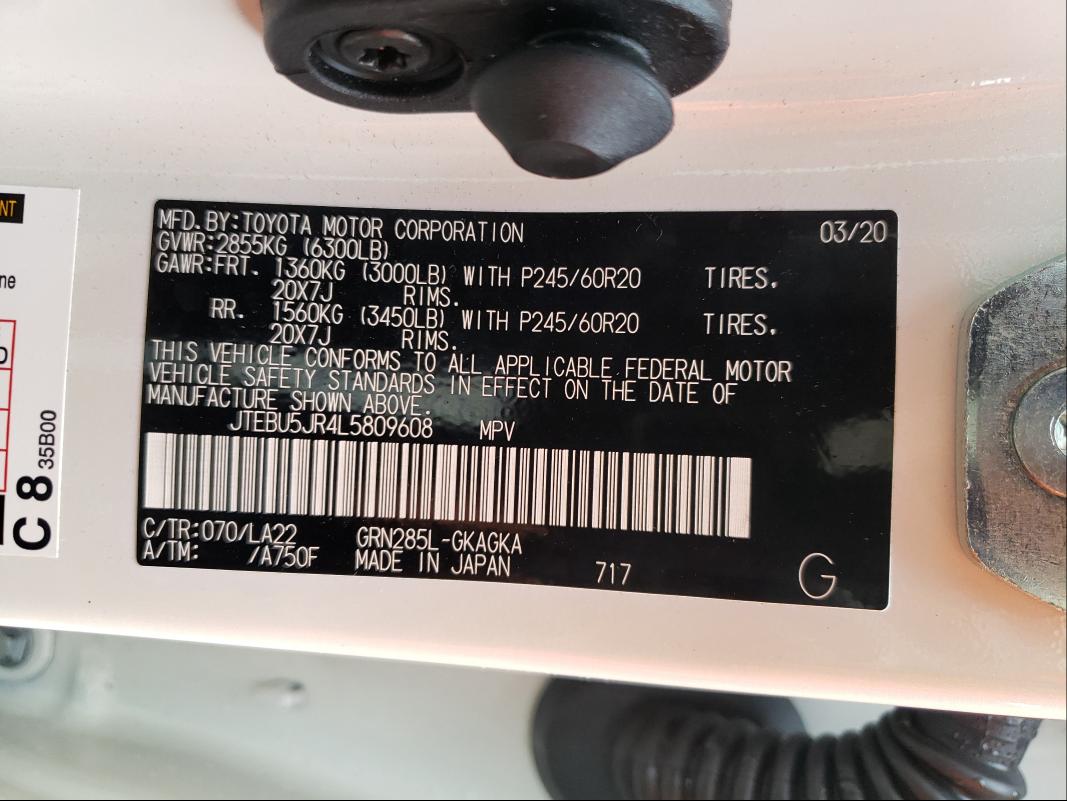 MFD. BY:TOYOTA MOTOR CORPORATION 03/20
GVWR:2855KG (6300LB)
GAWR:FRT. 1360KG (3000LB) WITH P245/60R20 TIRES.
20X7J RIMS.
RR. 1560KG (3450LB) WITH P245/60R20 TIRES.
20X7J RIMS.
THIS VEHICLE CONFORMS TO ALL APPLICABLE FEDERAL MOTOR
VEHICLE SAFETY STANDARDS IN EFFECT ON THE DATE OF
MANUFACTURE SHOWN ABOVE.
JTEBU5JR4L5809608 MPV
C/TR:070/LA22 GRN285L-GKAGKA
A/TM: /A750F MADE IN JAPAN 717 G
C 8 35B00